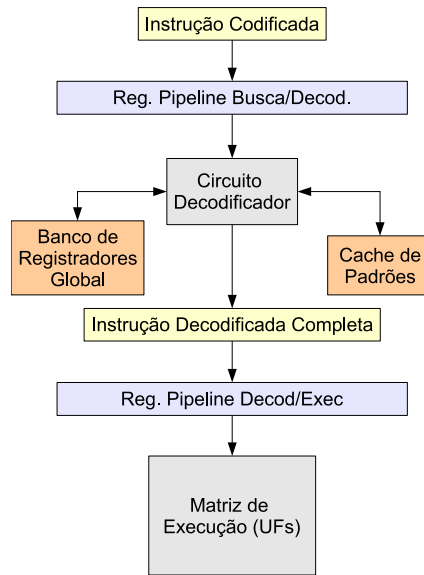 Instrução Codificada
Reg. Pipeline Busca/Decod.
Circuito
Decodificador
Banco de
Registradores
Global
Cache de
Padrões
Instrução Decodificada Completa
Reg. Pipeline Decod/Exec
Matriz de
Execução (UFs)